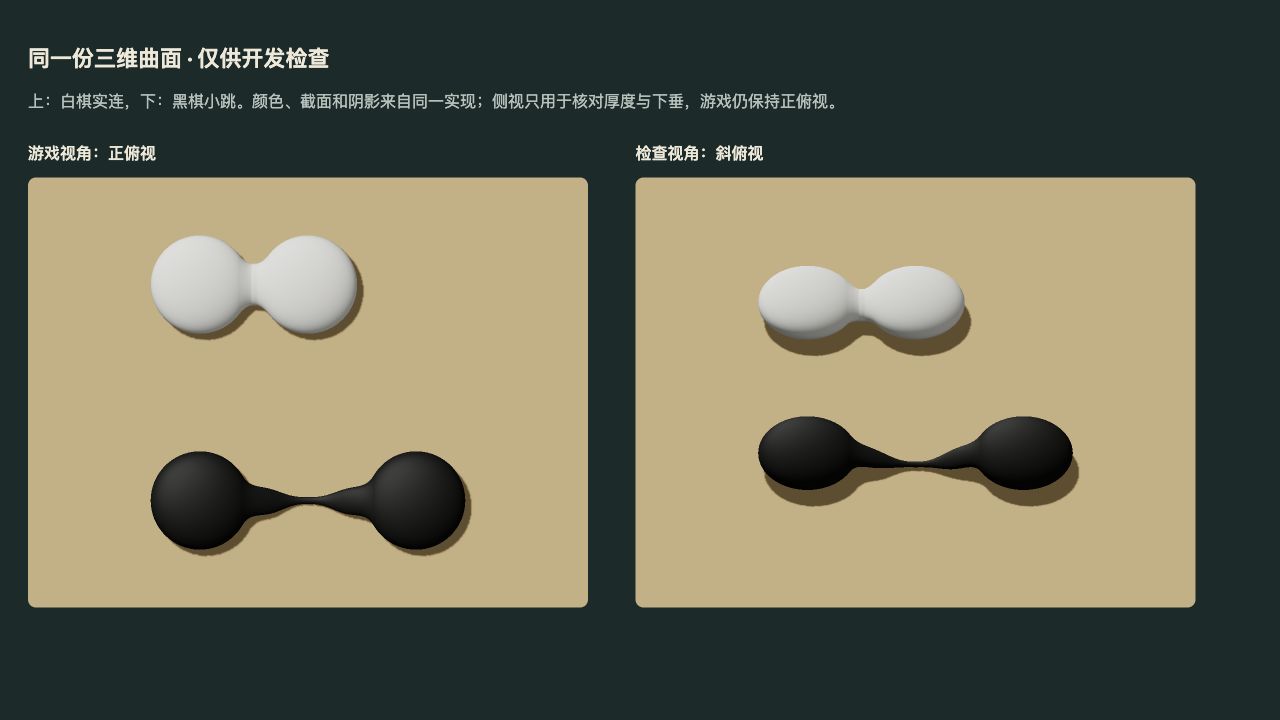 同一份三维曲面 · 仅供开发检查
上：白棋实连，下：黑棋小跳。颜色、截面和阴影来自同一实现；侧视只用于核对厚度与下垂，游戏仍保持正俯视。
游戏视角：正俯视
检查视角：斜俯视